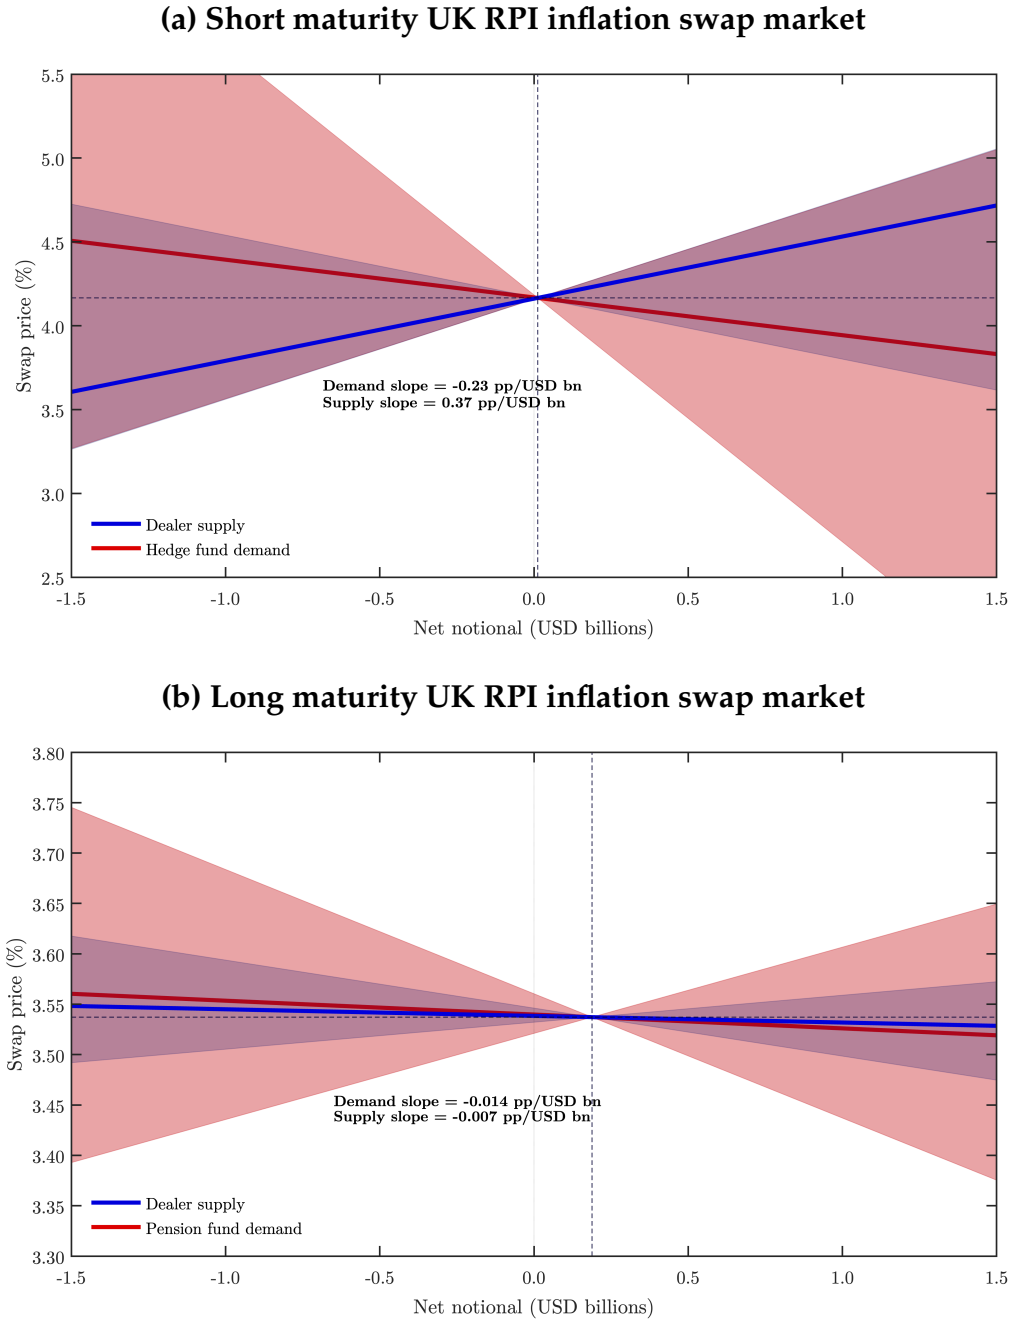 (a) Short maturity UK RPI inflation swap market
5.5
5.0
4.5
4.0
3.5
3.0
2.5
Swap price (%)
Demand slope = -0.23 pp/USD bn
Supply slope = 0.37 pp/USD bn
Dealer supply
Hedge fund demand
-1.5 -1.0 -0.5 0.0 0.5 1.0 1.5
Net notional (USD billions)
(b) Long maturity UK RPI inflation swap market
3.80
3.75
3.70
3.65
3.60
3.55
3.50
3.45
3.40
3.35
3.30
Swap price (%)
Demand slope = -0.014 pp/USD bn
Supply slope = -0.007 pp/USD bn
Dealer supply
Pension fund demand
-1.5 -1.0 -0.5 0.0 0.5 1.0 1.5
Net notional (USD billions)